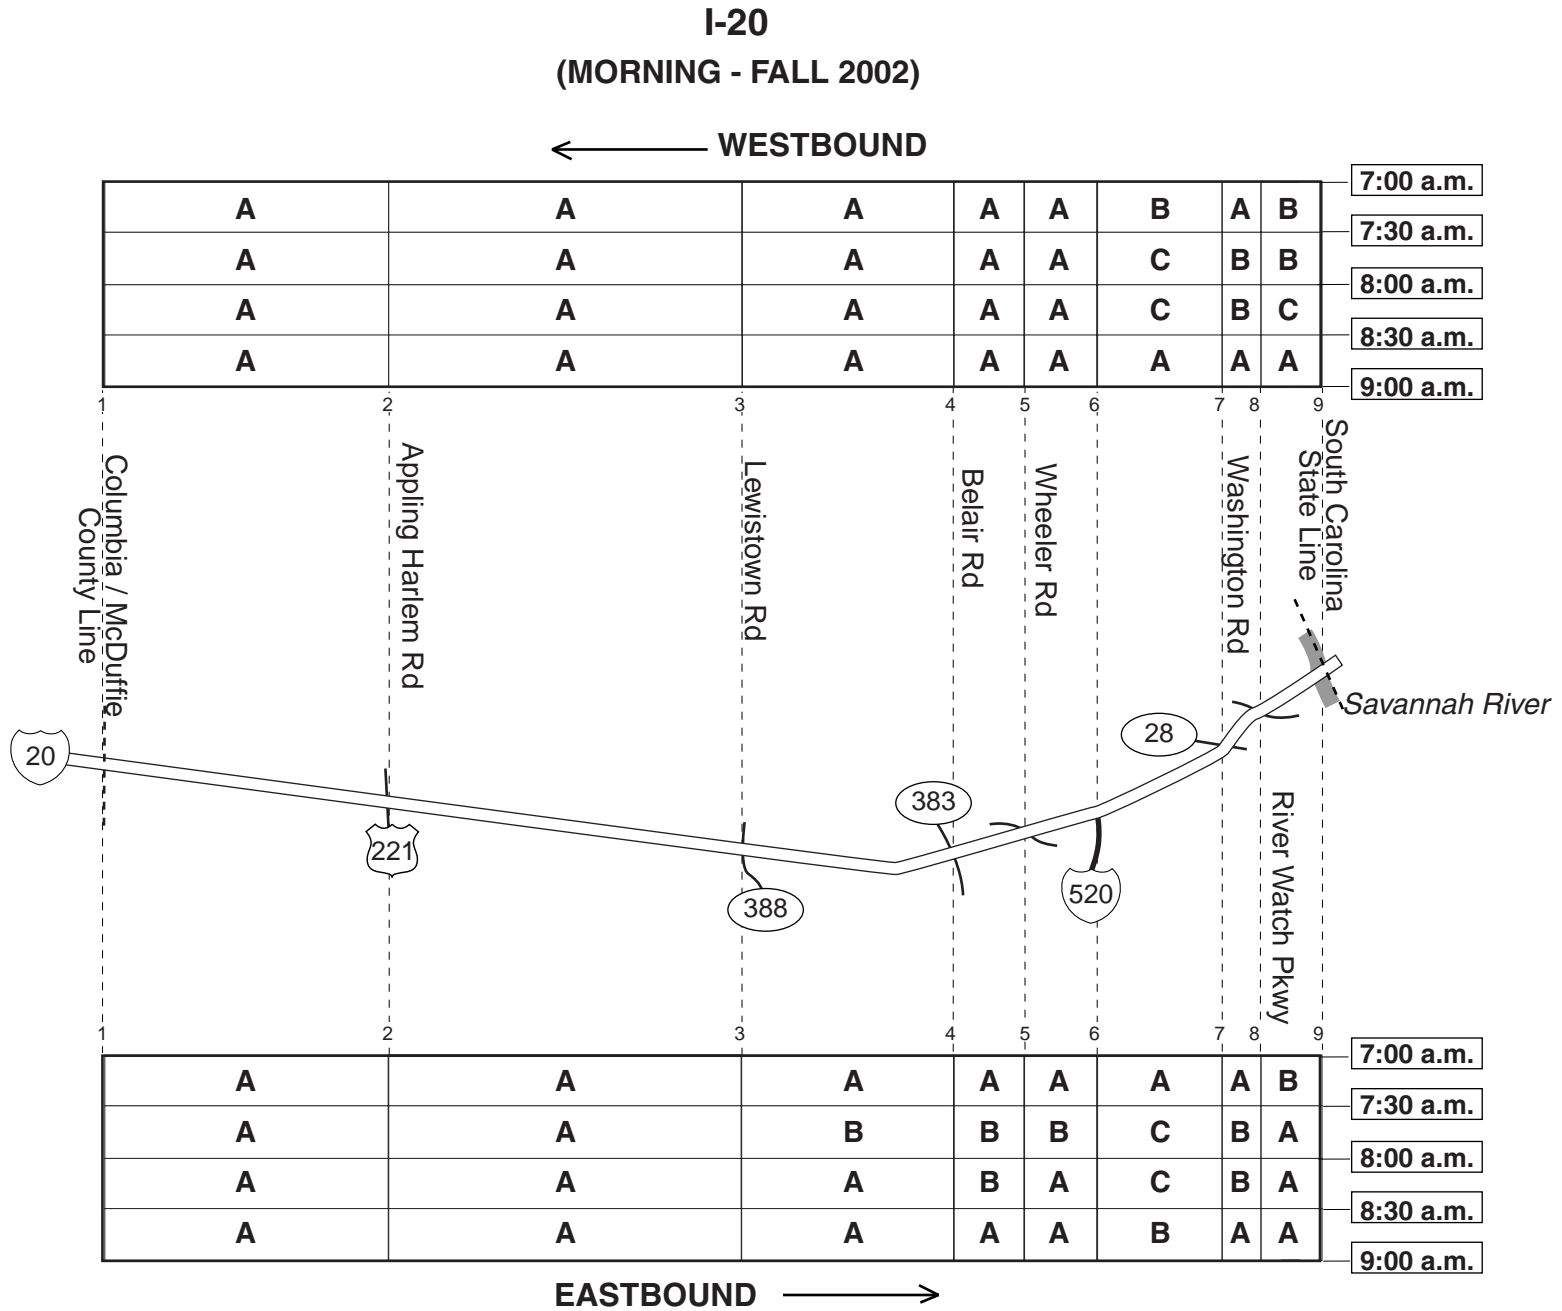 I-20
(MORNING - FALL 2002)
WESTBOUND
7:00 a.m.
A A A A A B A B
7:30 a.m.
A A A A A C B B
8:00 a.m.
A A A A A C B C
8:30 a.m.
A A A A A A A A
9:00 a.m.
1 2 3 4 5 6 7 8 9
Columbia / McDuffie
County Line
Appling Harlem Rd
Lewistown Rd
Belair Rd
Wheeler Rd
Washington Rd
South Carolina
State Line
Savannah River
20
28
383
221
388
520
River Watch Pkwy
1 2 3 4 5 6 7 8 9
7:00 a.m.
A A A A A A A B
7:30 a.m.
A A B B B C B A
8:00 a.m.
A A A B A C B A
8:30 a.m.
A A A A A B A A
9:00 a.m.
EASTBOUND